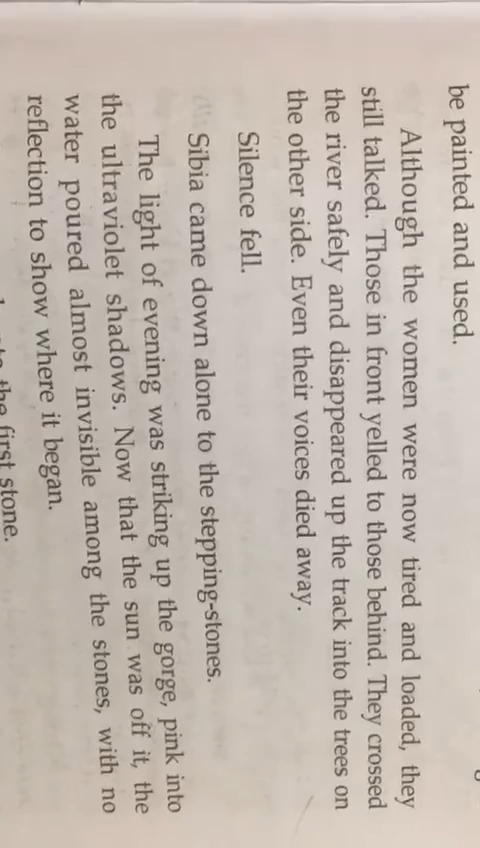 be painted and used.
Although the women were now tired and loaded, they
still talked. Those in front yelled to those behind. They crossed
the river safely and disappeared up the track into the trees on
the other side. Even their voices died away.
Silence fell.
Sibia came down alone to the stepping-stones.
The light of evening was striking up the gorge, pink into
the ultraviolet shadows. Now that the sun was off it, the
water poured almost invisible among the stones, with no
reflection to show where it began.
the first stone.